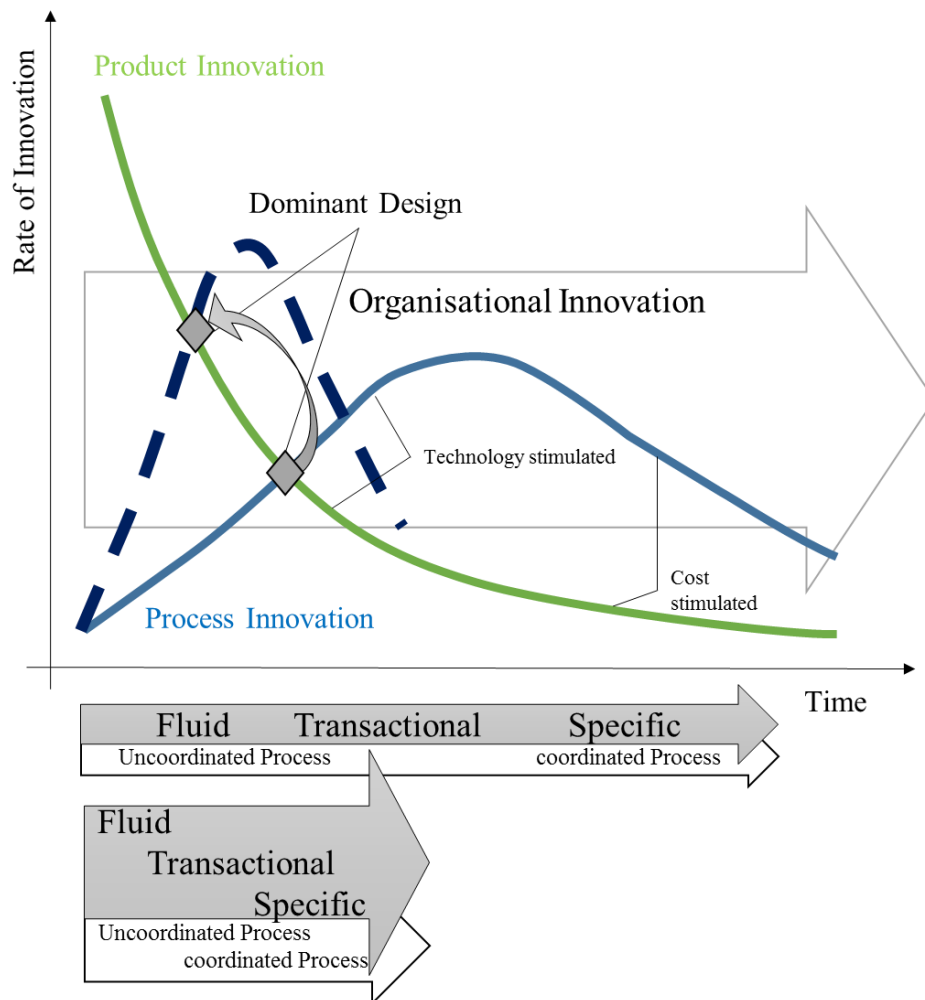 Rate of Innovation
Product Innovation
Dominant Design
Organisational Innovation
Technology stimulated
Cost
stimulated
Process Innovation
Time
Fluid Transactional Specific
Uncoordinated Process coordinated Process
Fluid
Transactional
Specific
Uncoordinated Process
coordinated Process